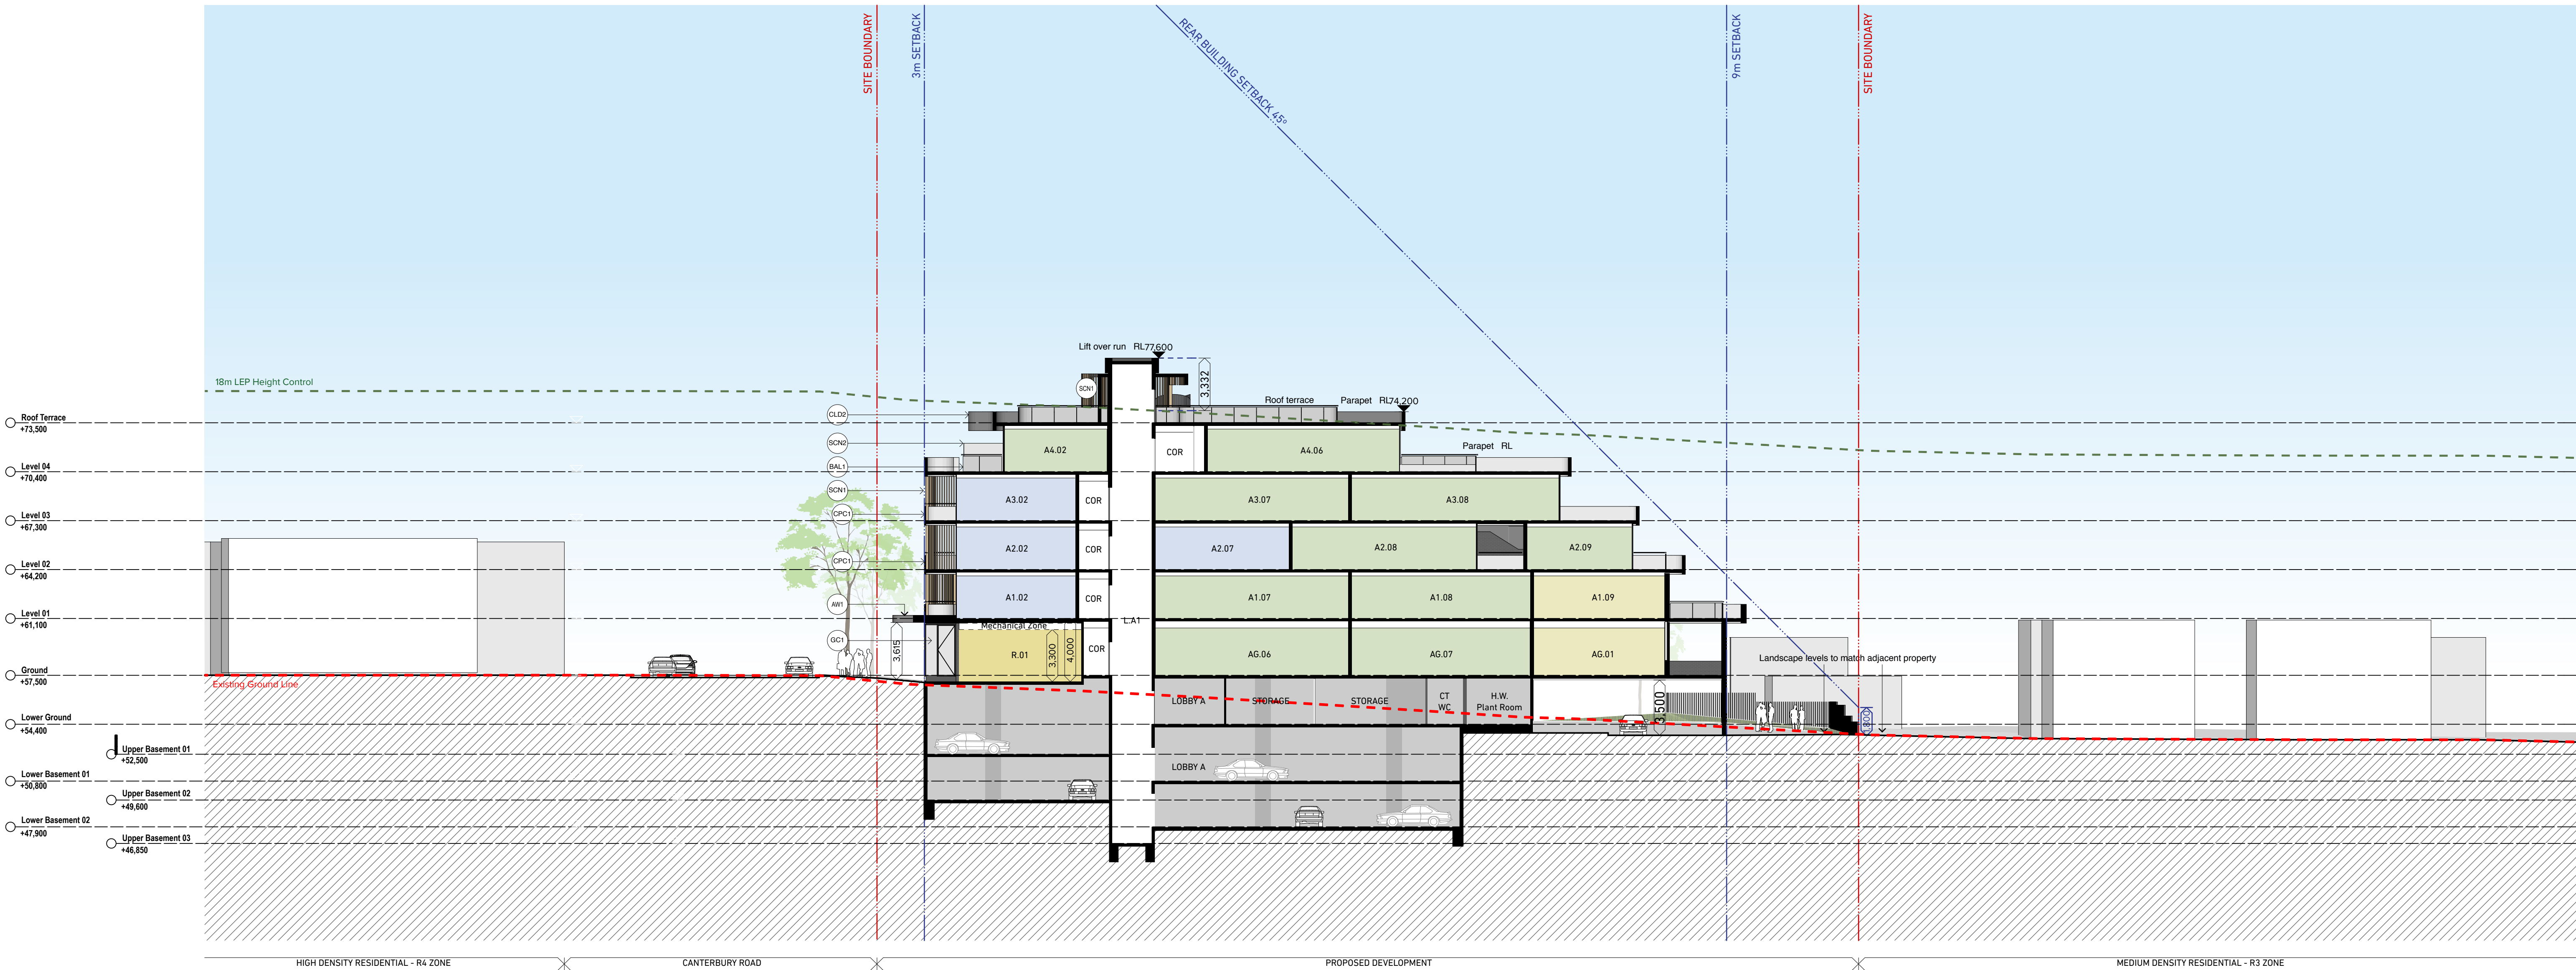 SITE BOUNDARY
3m SETBACK
REAR BUILDING SETBACK 45°
9m SETBACK
SITE BOUNDARY
Lift over run RL77,600
3,332
18m LEP Height Control
SCN1
Roof terrace
Parapet RL74,200
Roof Terrace
+73,500
CLD2
SCN2
A4.02
COR
A4.06
Parapet RL
Level 04
+70,400
BAL1
SCN1
A3.02
COR
A3.07
A3.08
Level 03
+67,300
CPC1
A2.02
COR
A2.07
A2.08
A2.09
Level 02
+64,200
CPC1
A1.02
COR
A1.07
A1.08
A1.09
AW1
Level 01
+61,100
L.A1
Mechanical Zone
GC1
3,615
R.01
3,300
4,000
COR
AG.06
AG.07
AG.01
Landscape levels to match adjacent property
Ground
+57,500
Existing Ground Line
LOBBY A
STORAGE
STORAGE
CT
WC
H.W.
Plant Room
3,500
1,800
Lower Ground
+54,400
Upper Basement 01
+52,500
LOBBY A
Lower Basement 01
+50,800
Upper Basement 02
+49,600
Lower Basement 02
+47,900
Upper Basement 03
+46,850
HIGH DENSITY RESIDENTIAL - R4 ZONE
CANTERBURY ROAD
PROPOSED DEVELOPMENT
MEDIUM DENSITY RESIDENTIAL - R3 ZONE